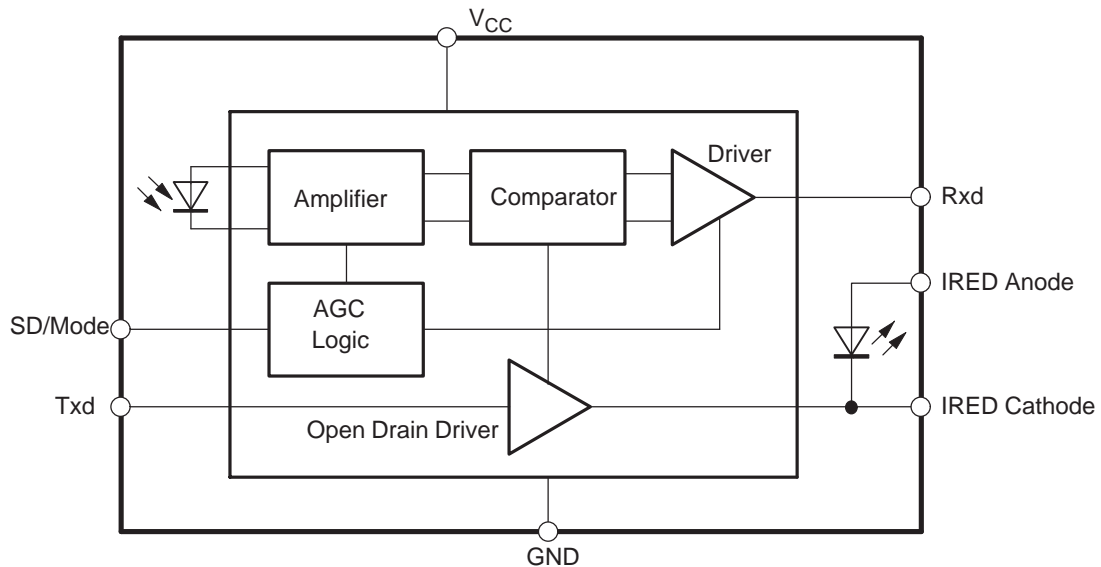 VCC
Driver
Amplifier
Comparator
Rxd
IRED Anode
AGC
Logic
SD/Mode
Txd
Open Drain Driver
IRED Cathode
GND